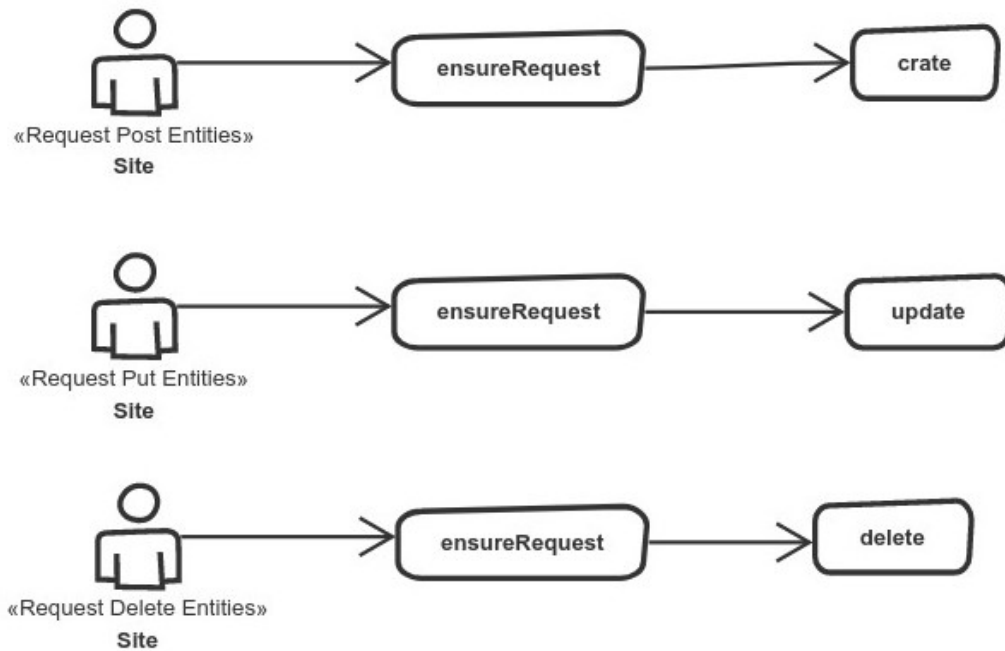 ensureRequest
crate
«Request Post Entities»
Site
ensureRequest
update
«Request Put Entities»
Site
ensureRequest
delete
«Request Delete Entities»
Site